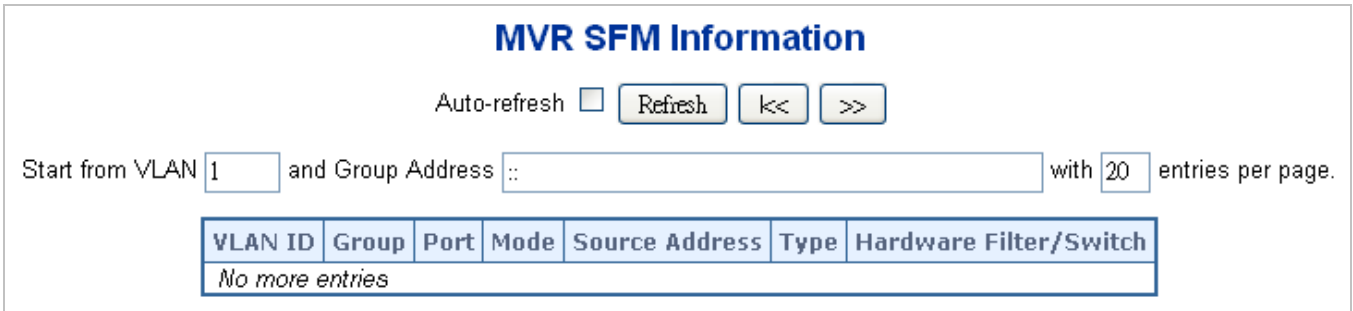 MVR SFM Information
Auto-refresh Refresh |<< >>
Start from VLAN 1 and Group Address :: with 20 entries per page.
VLAN ID Group Port Mode Source Address Type Hardware Filter/Switch
No more entries